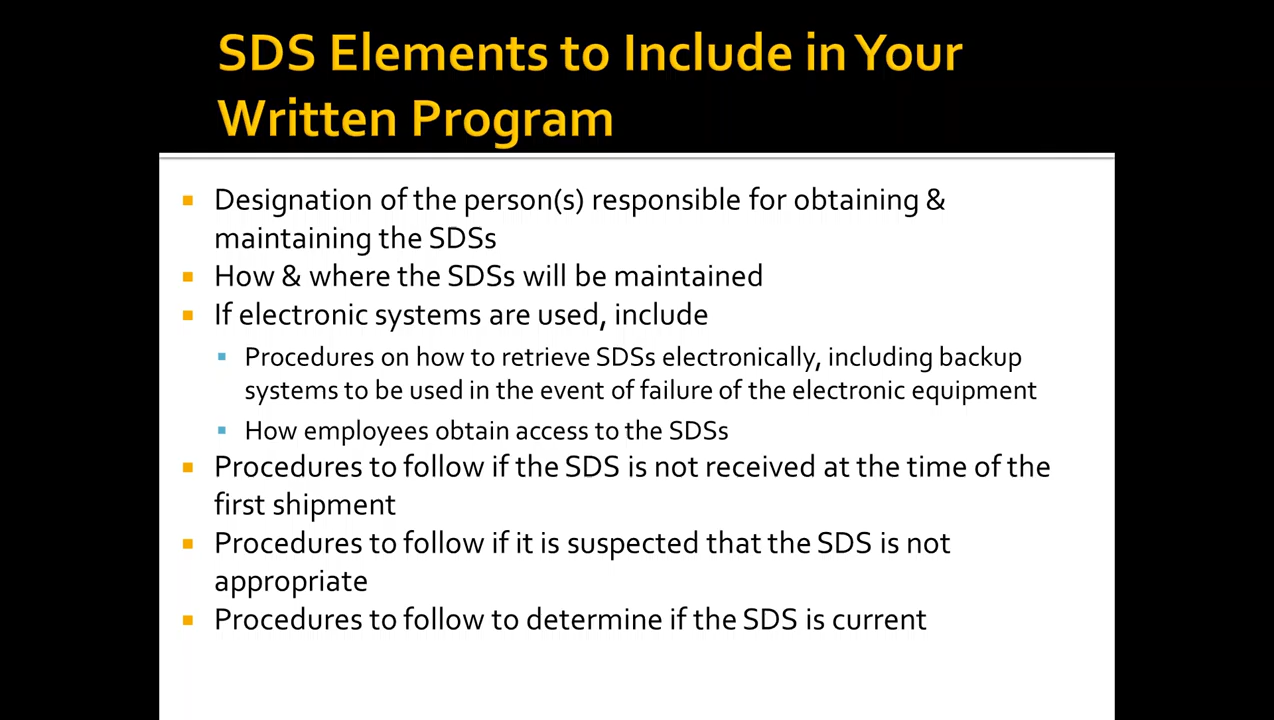 SDS Elements to Include in Your
Written Program
Designation of the person(s) responsible for obtaining &
maintaining the SDSs
How & where the SDSs will be maintained
If electronic systems are used, include
Procedures on how to retrieve SDSs electronically, including backup
systems to be used in the event of failure of the electronic equipment
How employees obtain access to the SDSs
Procedures to follow if the SDS is not received at the time of the
first shipment
Procedures to follow if it is suspected that the SDS is not
appropriate
Procedures to follow to determine if the SDS is current